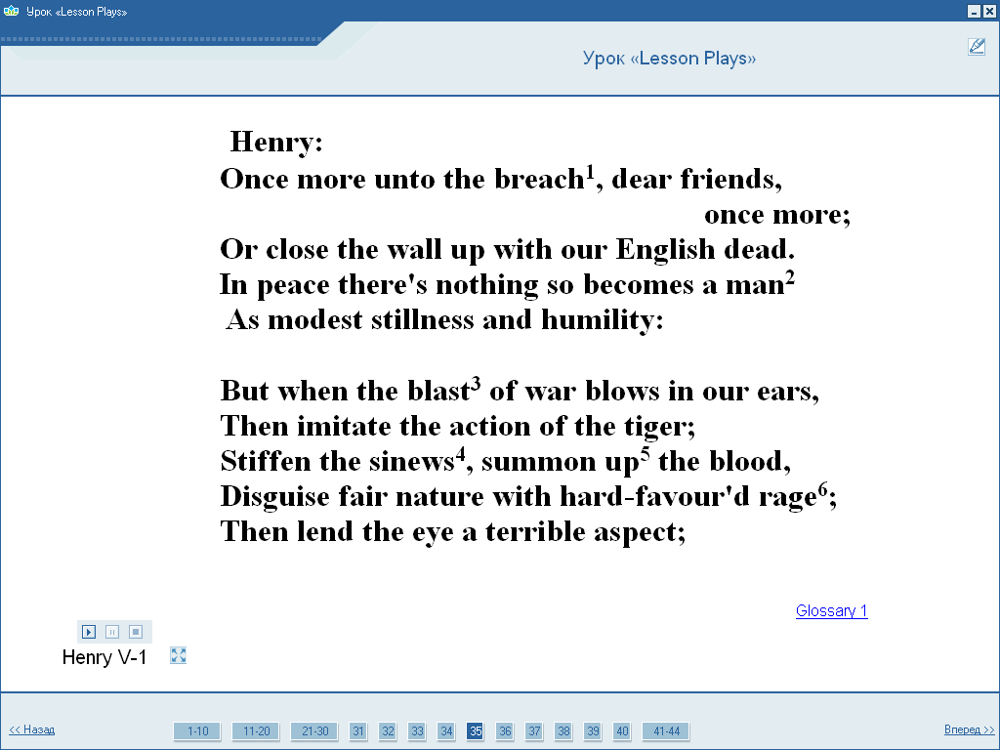 Урок «Lesson Plays»
Урок «Lesson Plays»
Henry:
Once more unto the breach¹, dear friends,
once more;
Or close the wall up with our English dead.
In peace there's nothing so becomes a man²
As modest stillness and humility:
But when the blast³ of war blows in our ears,
Then imitate the action of the tiger;
Stiffen the sinews⁴, summon up⁵ the blood,
Disguise fair nature with hard-favour'd rage⁶;
Then lend the eye a terrible aspect;
Glossary 1
Henry V-1
<< Назад 1-10 11-20 21-30 31 32 33 34 35 36 37 38 39 40 41-44 Вперед >>